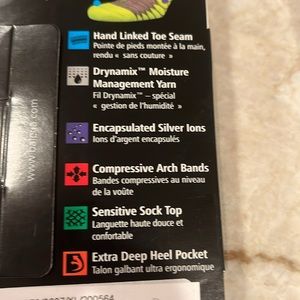 Hand Linked Toe Seam
Pointe de pieds montée à la main,
rendu « sans couture »
Drynamix™ Moisture
Management Yarn
Fil Drynamix™ – spécial
« gestion de l'humidité »
Encapsulated Silver Ions
Ions d'argent encapsulés
Compressive Arch Bands
Bandes compressives au niveau
de la voûte
Sensitive Sock Top
Languette haute douce et
confortable
Extra Deep Heel Pocket
Talon galbant ultra ergonomique